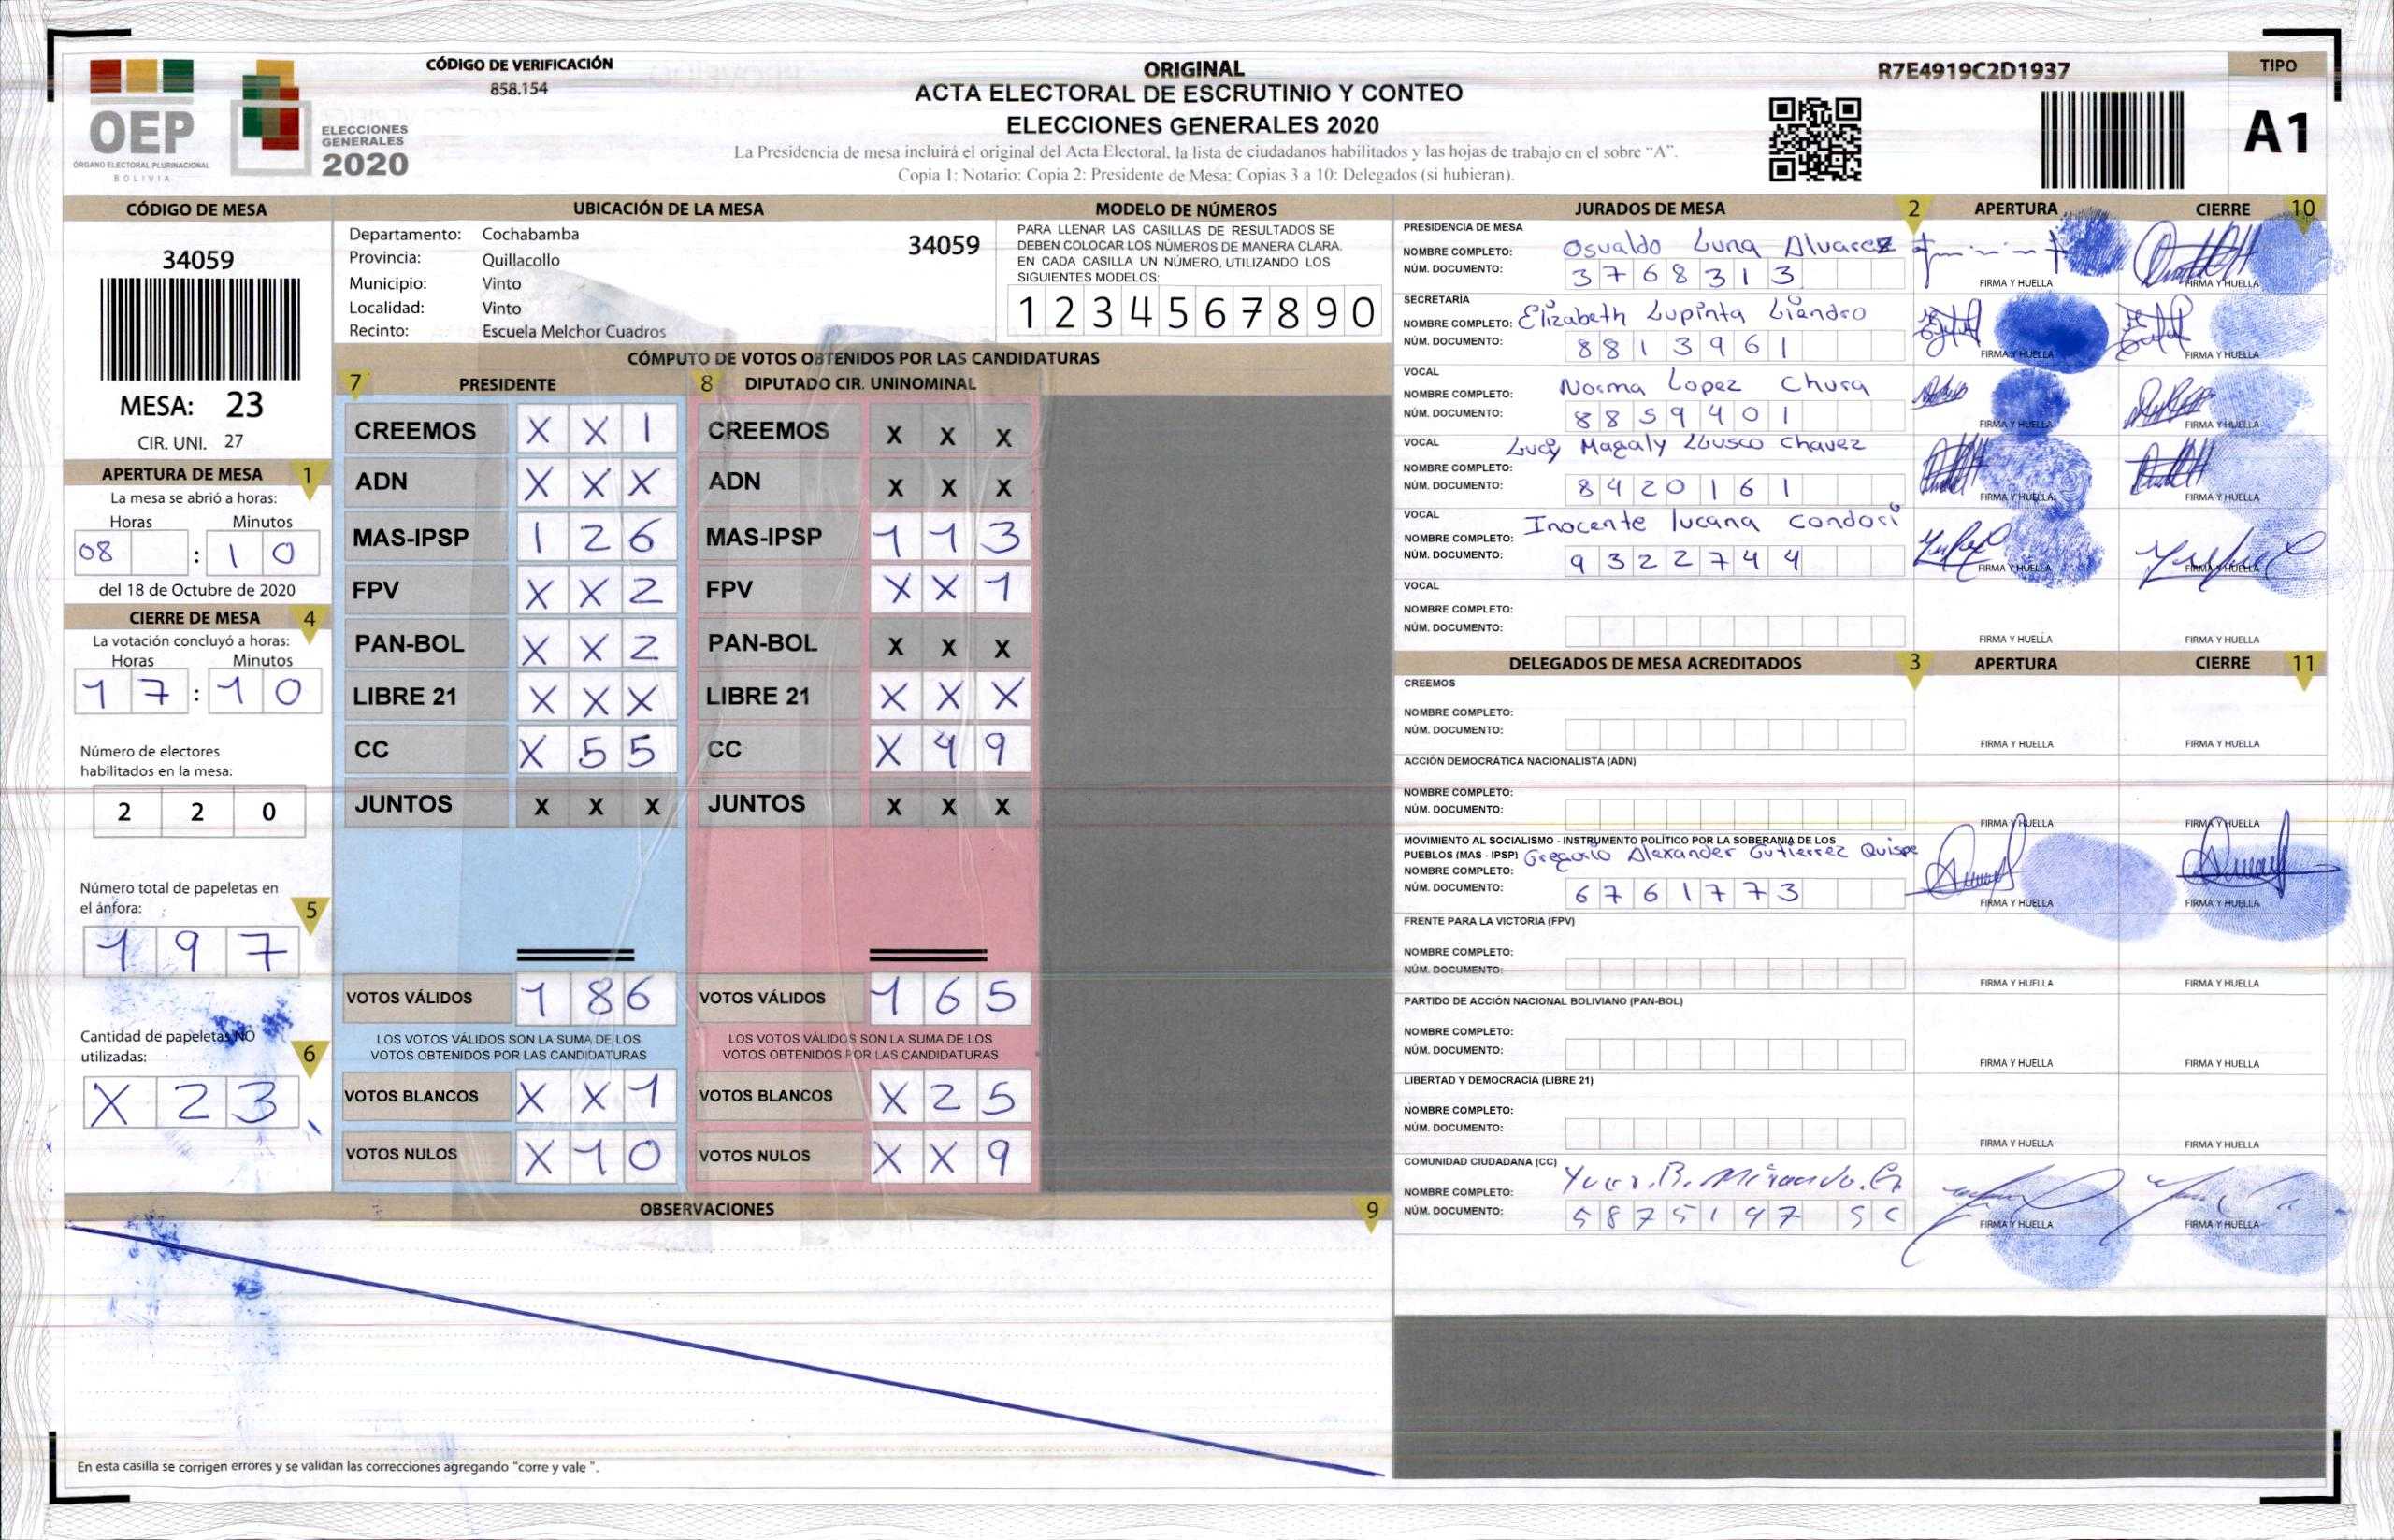 OEP
ÓRGANO ELECTORAL PLURINACIONAL
BOLIVIA
ELECCIONES
GENERALES
2020
CÓDIGO DE VERIFICACIÓN
858.154
ORIGINAL
ACTA ELECTORAL DE ESCRUTINIO Y CONTEO
ELECCIONES GENERALES 2020
La Presidencia de mesa incluirá el original del Acta Electoral, la lista de ciudadanos habilitados y las hojas de trabajo en el sobre "A".
Copia 1: Notario; Copia 2: Presidente de Mesa; Copias 3 a 10: Delegados (si hubieran).
R7E4919C2D1937
TIPO
A1
CÓDIGO DE MESA
34059
MESA: 23
CIR. UNI. 27
APERTURA DE MESA 1
La mesa se abrió a horas:
Horas Minutos
08 : 1 0
del 18 de Octubre de 2020
CIERRE DE MESA 4
La votación concluyó a horas:
Horas Minutos
1 7 : 1 0
Número de electores
habilitados en la mesa:
2 2 0
Número total de papeletas en
el ánfora: 5
1 9 7
Cantidad de papeletas NO
utilizadas: 6
X 2 3
UBICACIÓN DE LA MESA
Departamento: Cochabamba
34059
Provincia: Quillacollo
Municipio: Vinto
Localidad: Vinto
Recinto: Escuela Melchor Cuadros
MODELO DE NÚMEROS
PARA LLENAR LAS CASILLAS DE RESULTADOS SE
DEBEN COLOCAR LOS NÚMEROS DE MANERA CLARA.
EN CADA CASILLA UN NÚMERO, UTILIZANDO LOS
SIGUIENTES MODELOS:
1 2 3 4 5 6 7 8 9 0
CÓMPUTO DE VOTOS OBTENIDOS POR LAS CANDIDATURAS
7 PRESIDENTE 8 DIPUTADO CIR. UNINOMINAL
CREEMOS X X 1 CREEMOS X X X
ADN X X X ADN X X X
MAS-IPSP 1 2 6 MAS-IPSP 1 1 3
FPV X X 2 FPV X X 1
PAN-BOL X X 2 PAN-BOL X X X
LIBRE 21 X X X LIBRE 21 X X X
CC X 5 5 CC X 4 9
JUNTOS X X X JUNTOS X X X
VOTOS VÁLIDOS 1 8 6 VOTOS VÁLIDOS 1 6 5
LOS VOTOS VÁLIDOS SON LA SUMA DE LOS LOS VOTOS VÁLIDOS SON LA SUMA DE LOS
VOTOS OBTENIDOS POR LAS CANDIDATURAS VOTOS OBTENIDOS POR LAS CANDIDATURAS
VOTOS BLANCOS X X 1 VOTOS BLANCOS X 2 5
VOTOS NULOS X 1 0 VOTOS NULOS X X 9
OBSERVACIONES 9
En esta casilla se corrigen errores y se validan las correcciones agregando "corre y vale ".
JURADOS DE MESA 2 APERTURA CIERRE 10
PRESIDENCIA DE MESA
NOMBRE COMPLETO: Osvaldo Luna Alvarez
NÚM. DOCUMENTO: 3 7 6 8 3 1 3
FIRMA Y HUELLA FIRMA Y HUELLA
SECRETARÍA
NOMBRE COMPLETO: Elizabeth Lupinta Liendro
NÚM. DOCUMENTO: 8 8 1 3 9 6 1
FIRMA Y HUELLA FIRMA Y HUELLA
VOCAL
NOMBRE COMPLETO: Norma Lopez Chura
NÚM. DOCUMENTO: 8 8 5 9 4 0 1
FIRMA Y HUELLA FIRMA Y HUELLA
VOCAL
Lucy Magaly Llusco Chavez
NOMBRE COMPLETO:
NÚM. DOCUMENTO: 8 4 2 0 1 6 1
FIRMA Y HUELLA FIRMA Y HUELLA
VOCAL
NOMBRE COMPLETO: Inocente lucana condori
NÚM. DOCUMENTO: 9 3 2 2 7 4 4
FIRMA Y HUELLA FIRMA Y HUELLA
VOCAL
NOMBRE COMPLETO:
NÚM. DOCUMENTO:
FIRMA Y HUELLA FIRMA Y HUELLA
DELEGADOS DE MESA ACREDITADOS 3 APERTURA CIERRE 11
CREEMOS
NOMBRE COMPLETO:
NÚM. DOCUMENTO:
FIRMA Y HUELLA FIRMA Y HUELLA
ACCIÓN DEMOCRÁTICA NACIONALISTA (ADN)
NOMBRE COMPLETO:
NÚM. DOCUMENTO:
FIRMA Y HUELLA FIRMA Y HUELLA
MOVIMIENTO AL SOCIALISMO - INSTRUMENTO POLÍTICO POR LA SOBERANIA DE LOS
PUEBLOS (MAS - IPSP) Gregorio Alexander Gutierrez Quispe
NOMBRE COMPLETO:
NÚM. DOCUMENTO: 6 7 6 1 7 7 3
FIRMA Y HUELLA FIRMA Y HUELLA
FRENTE PARA LA VICTORIA (FPV)
NOMBRE COMPLETO:
NÚM. DOCUMENTO:
FIRMA Y HUELLA FIRMA Y HUELLA
PARTIDO DE ACCIÓN NACIONAL BOLIVIANO (PAN-BOL)
NOMBRE COMPLETO:
NÚM. DOCUMENTO:
FIRMA Y HUELLA FIRMA Y HUELLA
LIBERTAD Y DEMOCRACIA (LIBRE 21)
NOMBRE COMPLETO:
NÚM. DOCUMENTO:
FIRMA Y HUELLA FIRMA Y HUELLA
COMUNIDAD CIUDADANA (CC)
NOMBRE COMPLETO:
NÚM. DOCUMENTO: 5 8 7 5 1 9 7 S C
FIRMA Y HUELLA FIRMA Y HUELLA